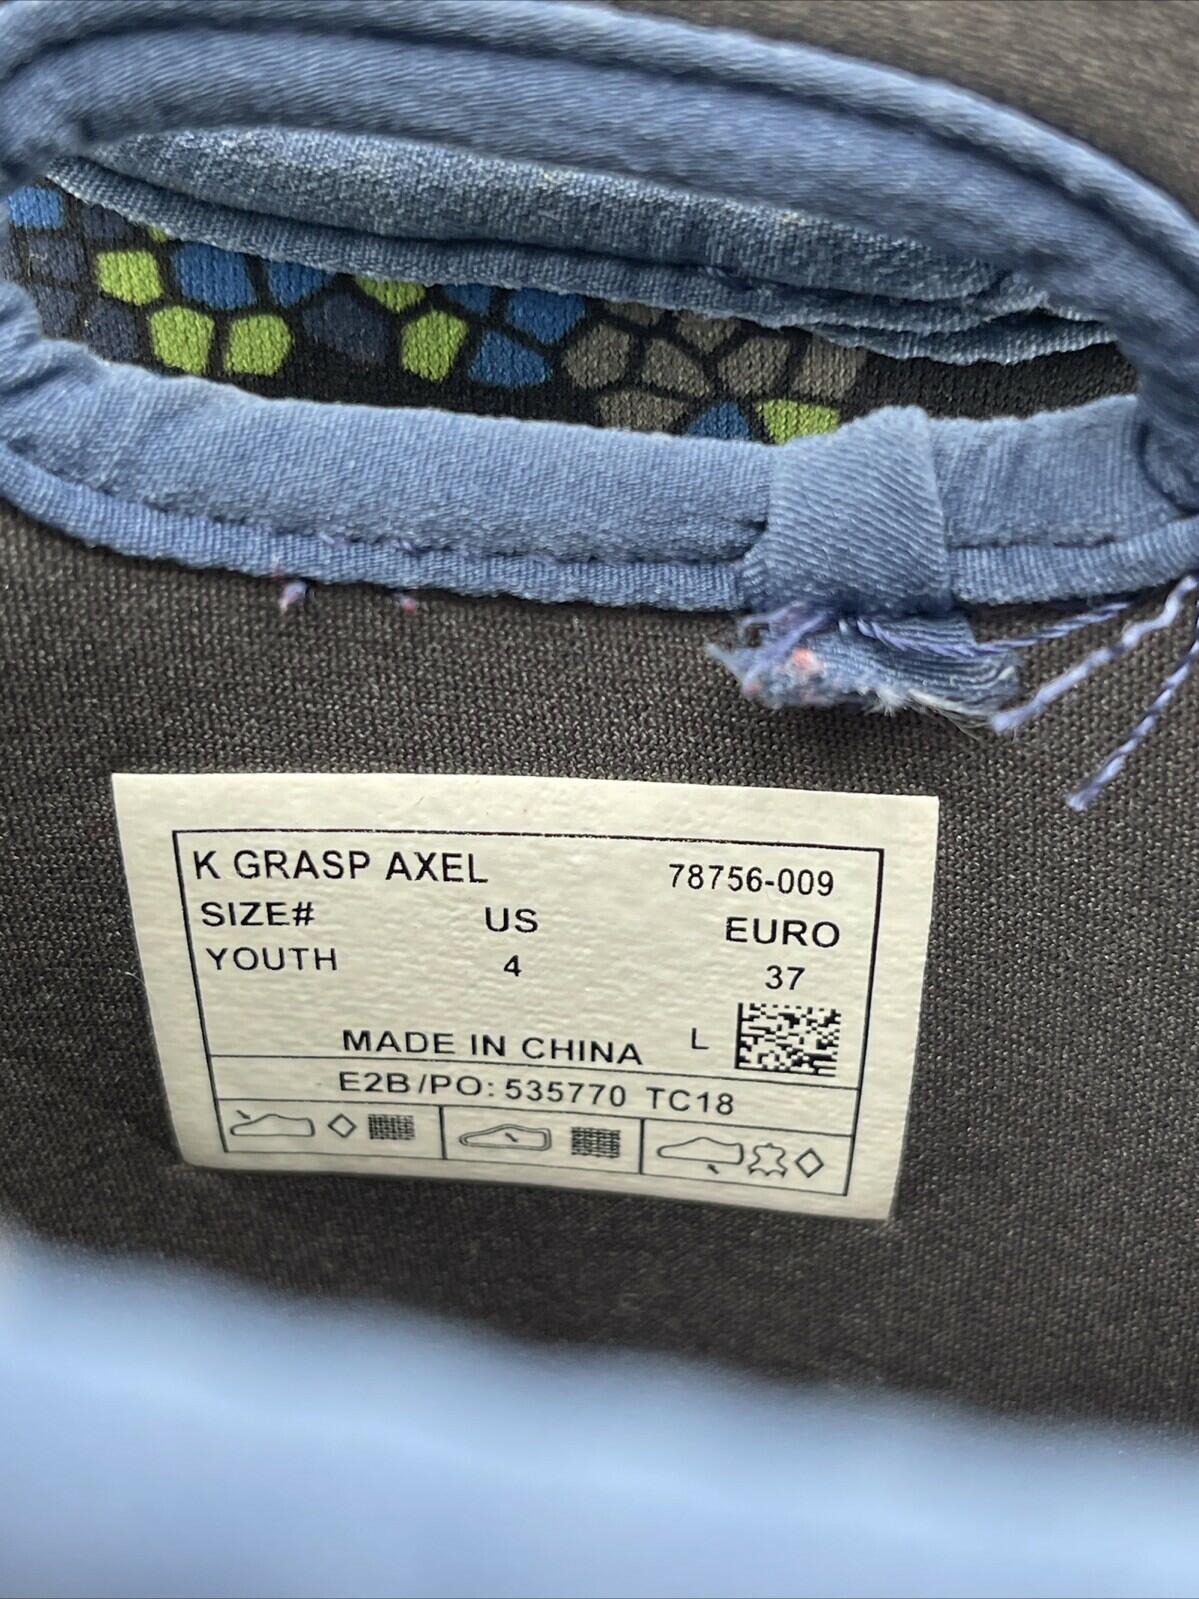 K GRASP AXEL 78756-009
SIZE# US EURO
YOUTH 4 37
MADE IN CHINA L
E2B/PO: 535770 TC18